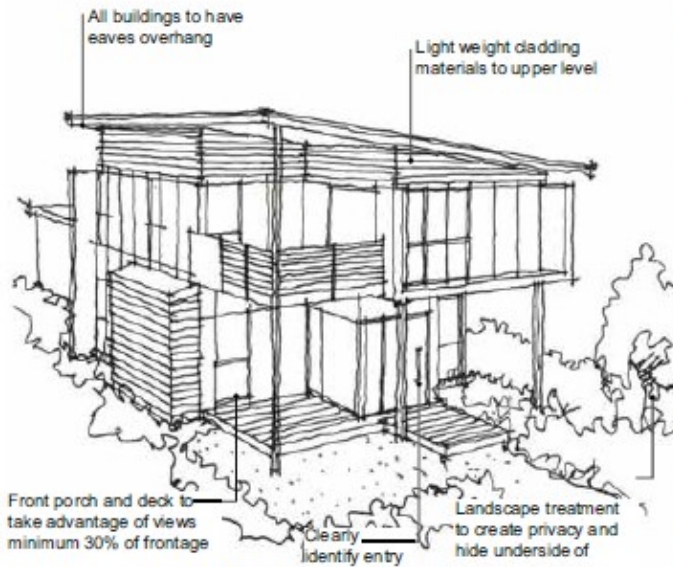 All buildings to have
eaves overhang
Light weight cladding
materials to upper level
Front porch and deck to
take advantage of views
minimum 30% of frontage
Clearly
identify entry
Landscape treatment
to create privacy and
hide underside of